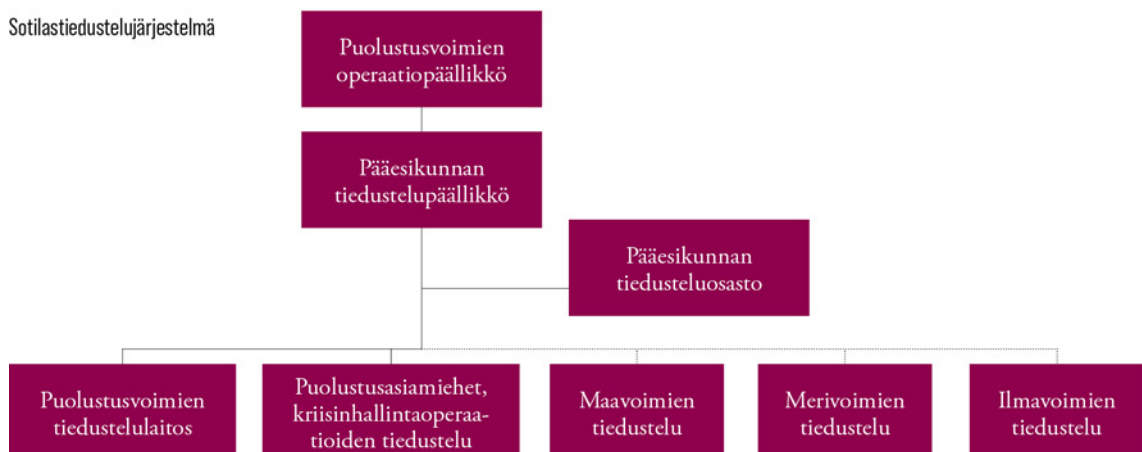 Sotilastiedustelujärjestelmä
Puolustusvoimien
operaatiopäällikkö
Pääesikunnan
tiedustelupäällikkö
Pääesikunnan
tiedusteluosasto
Puolustusvoimien
tiedustelulaitos
Puolustusasiamiehet,
kriisinhallintaoperaa-
tioiden tiedustelu
Maavoimien
tiedustelu
Merivoimien
tiedustelu
Ilmavoimien
tiedustelu